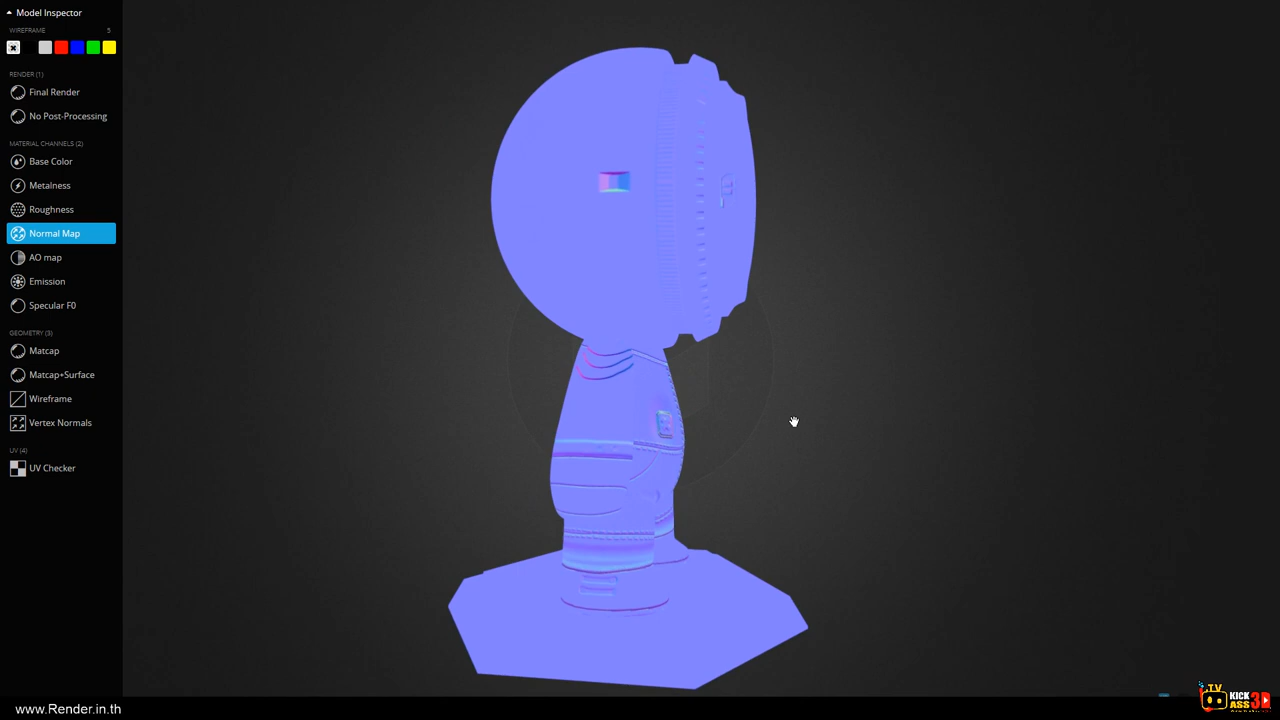 Model Inspector
WIREFRAME 5
RENDER (1)
Final Render
No Post-Processing
MATERIAL CHANNELS (2)
Base Color
Metalness
Roughness
Normal Map
AO map
Emission
Specular F0
GEOMETRY (3)
Matcap
Matcap+Surface
Wireframe
Vertex Normals
UV (4)
UV Checker
www.Render.in.th
TV
KICK
ASS 3D